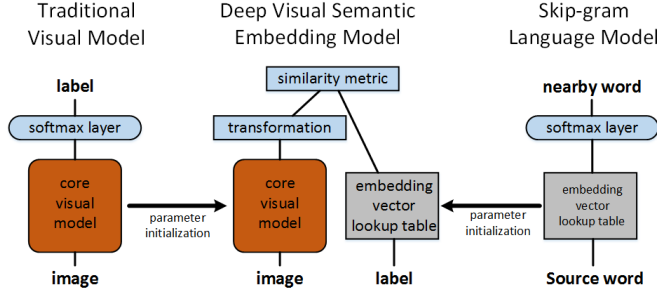 Traditional
Visual Model
Deep Visual Semantic
Embedding Model
Skip-gram
Language Model
label
softmax layer
core
visual
model
image
parameter
initialization
similarity metric
transformation
core
visual
model
image
embedding
vector
lookup table
label
parameter
initialization
nearby word
softmax layer
embedding
vector
lookup table
Source word